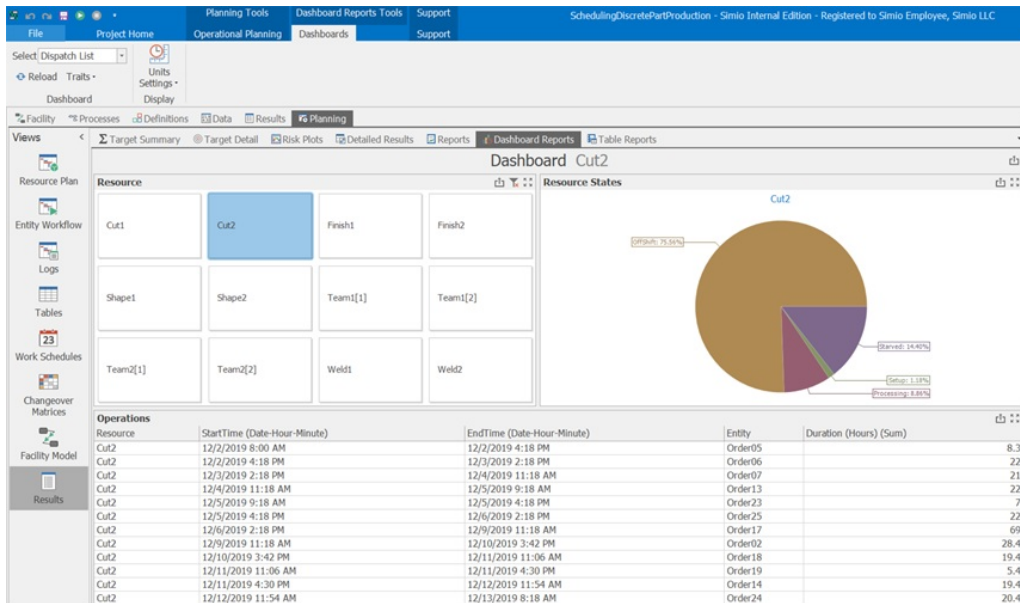 Planning Tools Dashboard Reports Tools Support SchedulingDiscretePartProduction - Simio Internal Edition - Registered to Simio Employee, Simio LLC
File Project Home Operational Planning Dashboards Support
Select Dispatch List
Reload Traits
Units Settings
Dashboard Display
Facility Processes Definitions Data Results Planning
Views
Σ Target Summary Target Detail Risk Plots Detailed Results Reports Dashboard Reports Table Reports
Resource Plan
Entity Workflow
Logs
Tables
23
Work Schedules
Changeover
Matrices
Facility Model
Results
Dashboard Cut2
Resource
Cut1 Cut2 Finish1 Finish2
Shape1 Shape2 Team1[1] Team1[2]
Team2[1] Team2[2] Weld1 Weld2
Resource States
Cut2
OffShift: 75.56%
Starved: 14.40%
Setup: 1.18%
Processing: 8.86%
Operations
Resource StartTime (Date-Hour-Minute) EndTime (Date-Hour-Minute) Entity Duration (Hours) (Sum)
Cut2 12/2/2019 8:00 AM 12/2/2019 4:18 PM Order05 8.3
Cut2 12/2/2019 4:18 PM 12/3/2019 2:18 PM Order06 22
Cut2 12/3/2019 2:18 PM 12/4/2019 11:18 AM Order07 21
Cut2 12/4/2019 11:18 AM 12/5/2019 9:18 AM Order13 22
Cut2 12/5/2019 9:18 AM 12/5/2019 4:18 PM Order23 7
Cut2 12/5/2019 4:18 PM 12/6/2019 2:18 PM Order25 22
Cut2 12/6/2019 2:18 PM 12/9/2019 11:18 AM Order17 69
Cut2 12/9/2019 11:18 AM 12/10/2019 3:42 PM Order02 28.4
Cut2 12/10/2019 3:42 PM 12/11/2019 11:06 AM Order18 19.4
Cut2 12/11/2019 11:06 AM 12/11/2019 4:30 PM Order19 5.4
Cut2 12/11/2019 4:30 PM 12/12/2019 11:54 AM Order14 19.4
Cut2 12/12/2019 11:54 AM 12/13/2019 8:18 AM Order24 20.4